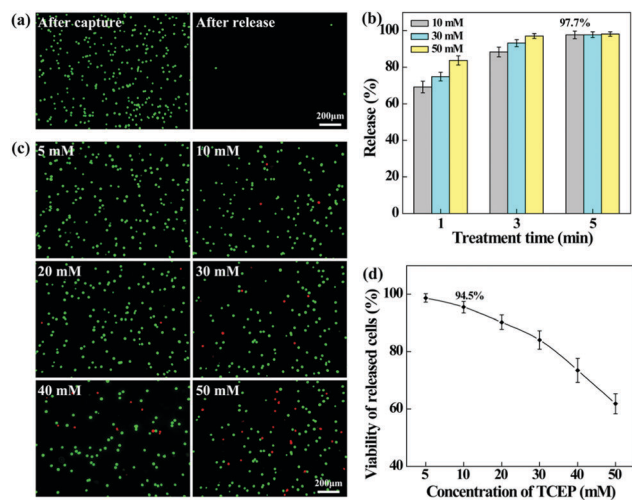 (a)
After capture
After release
200μm
(b)
10 mM
30 mM
50 mM
97.7%
100
80
60
40
20
0
Release (%)
1
3
5
Treatment time (min)
(c)
5 mM
10 mM
20 mM
30 mM
40 mM
50 mM
200μm
(d)
94.5%
100
80
60
40
Viability of released cells (%)
5
10
20
30
40
50
Concentration of TCEP (mM)